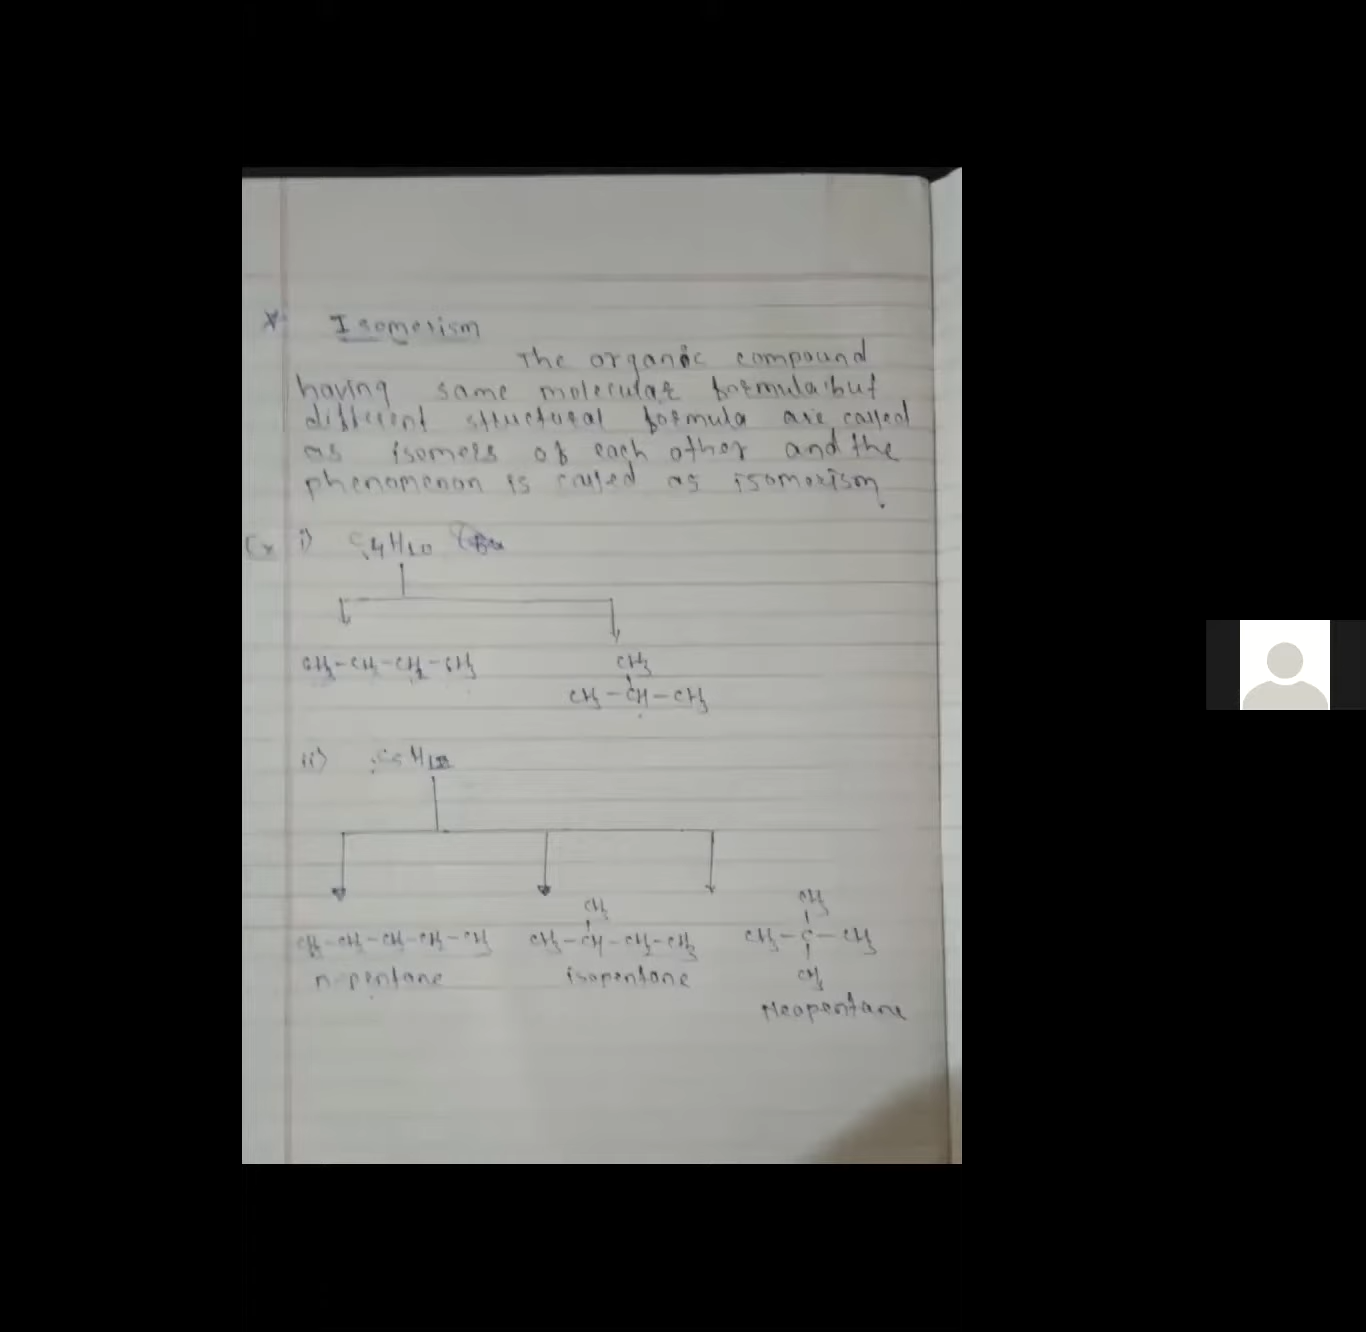 * Isomerism
The organic compound
having same molecular formula but
different structural formula are called
as isomers of each other and the
phenomenon is called as isomerism.
Ex i) C4H10
CH3-CH2-CH2-CH3
CH3
CH3-CH-CH3
ii) C5H12
CH3
CH3
CH3-CH2-CH2-CH2-CH3
CH3-CH-CH2-CH3
CH3-C-CH3
n-pentane
isopentane
CH3
Neopentane